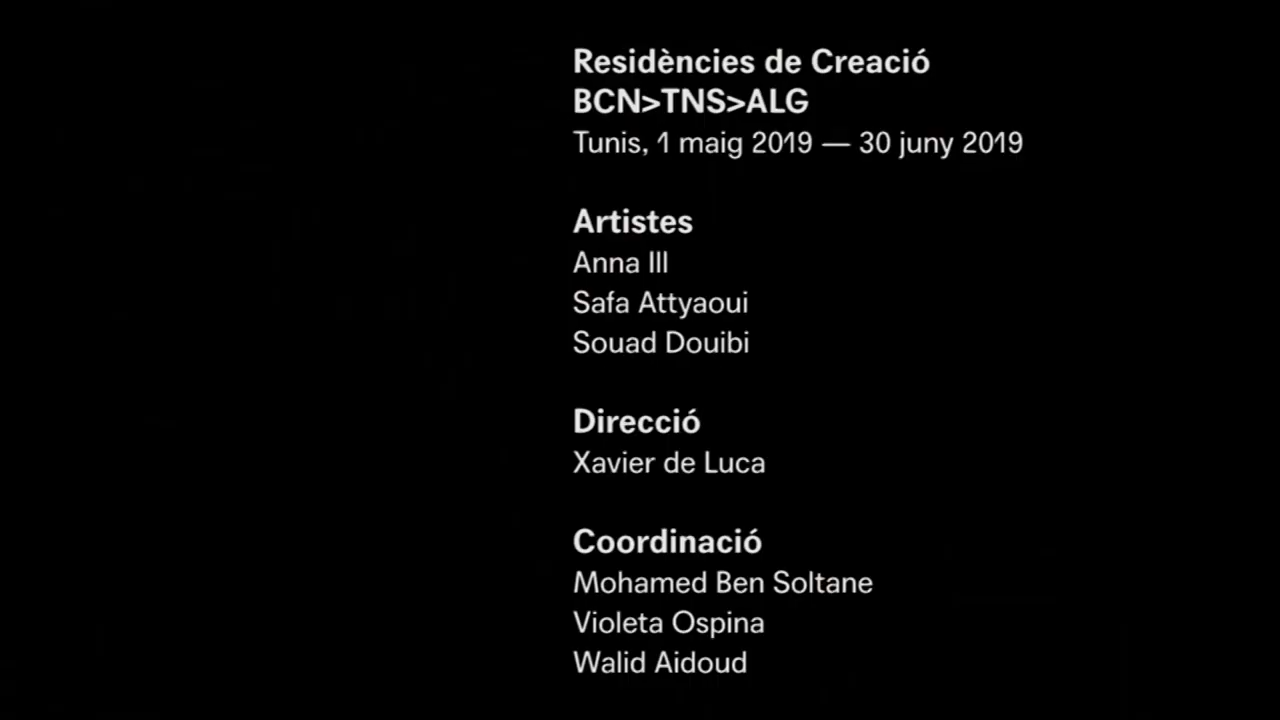 Residències de Creació
BCN>TNS>ALG
Tunis, 1 maig 2019 — 30 juny 2019
Artistes
Anna Ill
Safa Attyaoui
Souad Douibi
Direcció
Xavier de Luca
Coordinació
Mohamed Ben Soltane
Violeta Ospina
Walid Aidoud